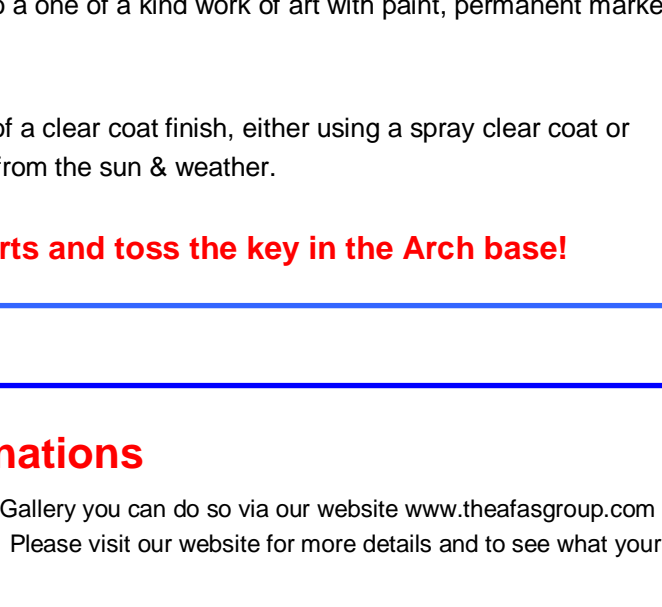 a one of a kind work of art with paint, permanent marke
of a clear coat finish, either using a spray clear coat or
from the sun & weather.
rts and toss the key in the Arch base!
nations
Gallery you can do so via our website www.theafasgroup.com
Please visit our website for more details and to see what your